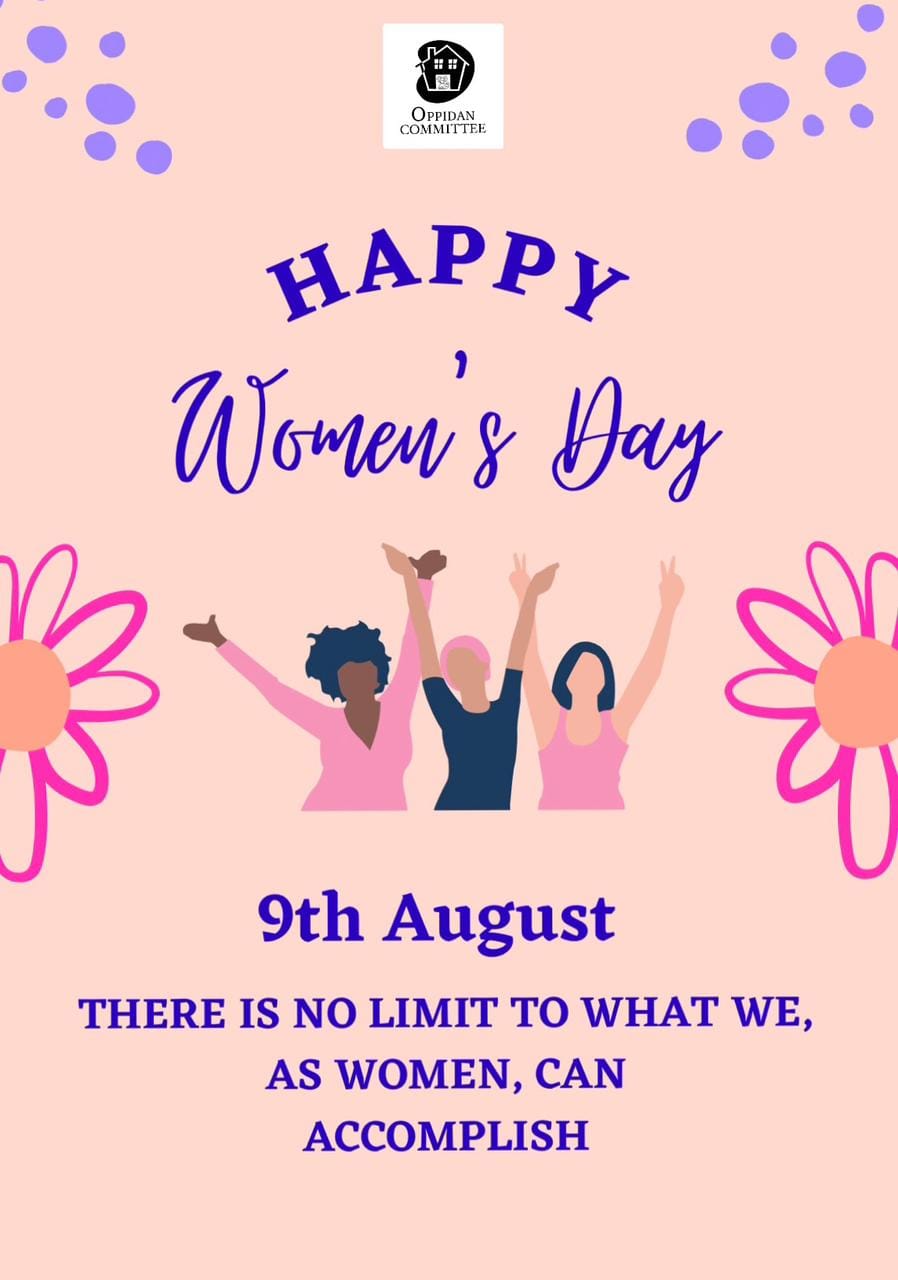 OPPIDAN
COMMITTEE
HAPPY
Women's Day
9th August
THERE IS NO LIMIT TO WHAT WE,
AS WOMEN, CAN
ACCOMPLISH